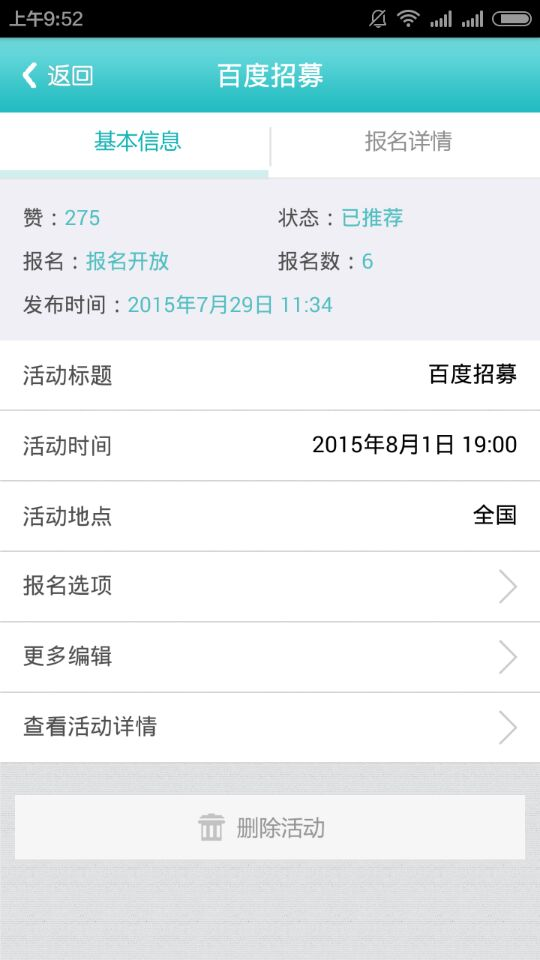 上午9:52
返回
百度招募
基本信息
报名详情
赞：275
状态：已推荐
报名：报名开放
报名数：6
发布时间：2015年7月29日 11:34
活动标题
百度招募
活动时间
2015年8月1日 19:00
活动地点
全国
报名选项
更多编辑
查看活动详情
删除活动